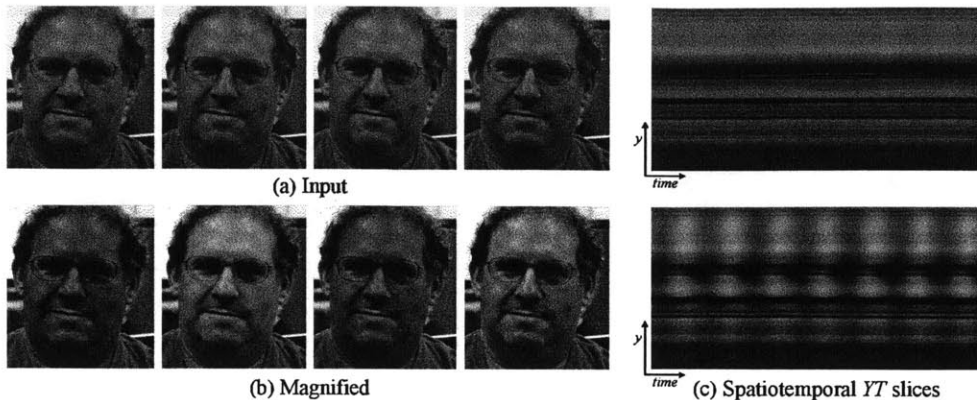 y
time
(a) Input
y
time
(b) Magnified
(c) Spatiotemporal YT slices